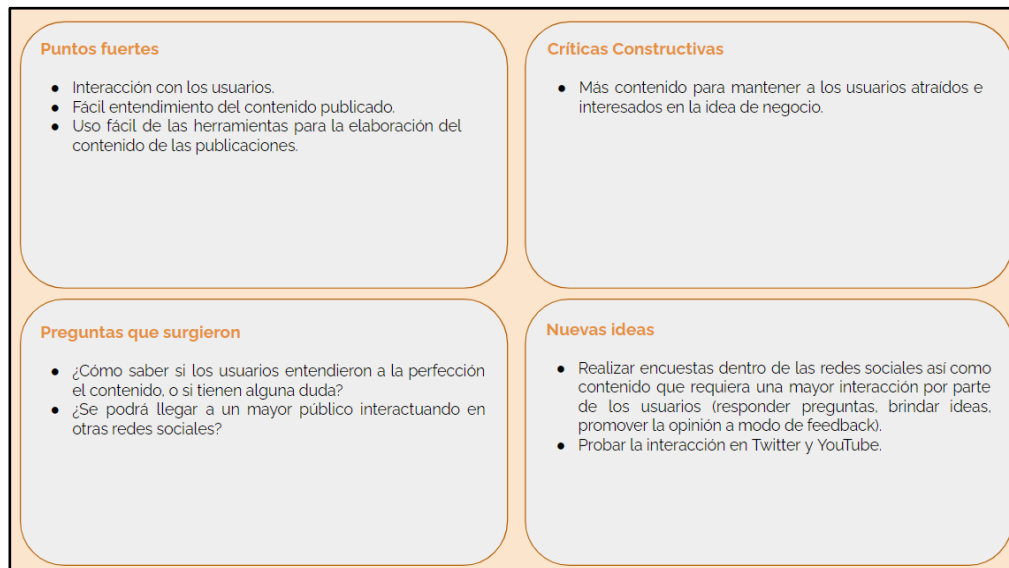 Puntos fuertes
● Interacción con los usuarios.
● Fácil entendimiento del contenido publicado.
● Uso fácil de las herramientas para la elaboración del
contenido de las publicaciones.
Críticas Constructivas
● Más contenido para mantener a los usuarios atraídos e
interesados en la idea de negocio.
Preguntas que surgieron
● ¿Cómo saber si los usuarios entendieron a la perfección
el contenido, o si tienen alguna duda?
● ¿Se podrá llegar a un mayor público interactuando en
otras redes sociales?
Nuevas ideas
● Realizar encuestas dentro de las redes sociales así como
contenido que requiera una mayor interacción por parte
de los usuarios (responder preguntas, brindar ideas,
promover la opinión a modo de feedback).
● Probar la interacción en Twitter y YouTube.